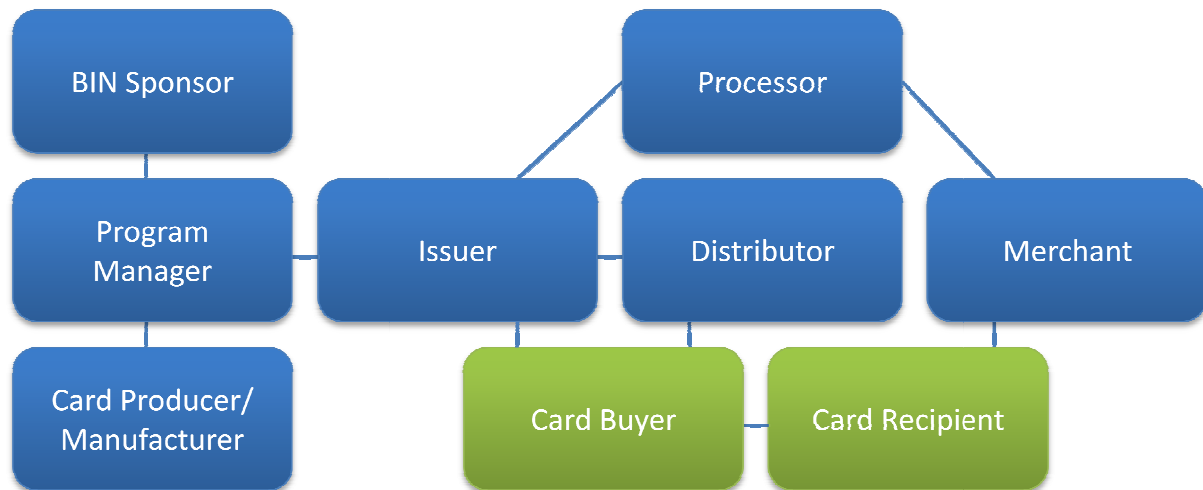 BIN Sponsor
Processor
Program
Manager
Issuer
Distributor
Merchant
Card Producer/
Manufacturer
Card Buyer
Card Recipient